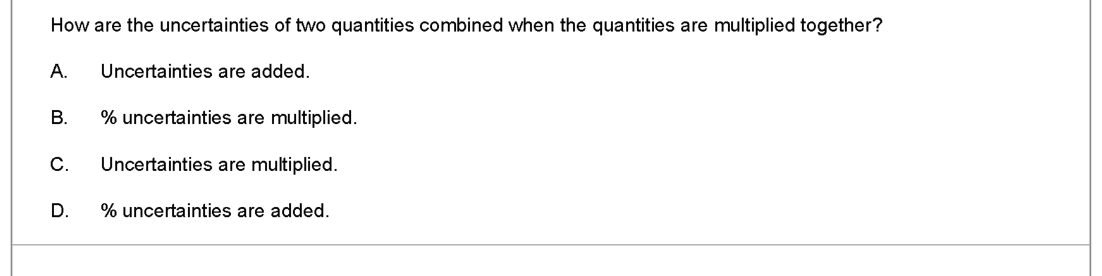 How are the uncertainties of two quantities combined when the quantities are multiplied together?
A. Uncertainties are added.
B. % uncertainties are multiplied.
C. Uncertainties are multiplied.
D. % uncertainties are added.